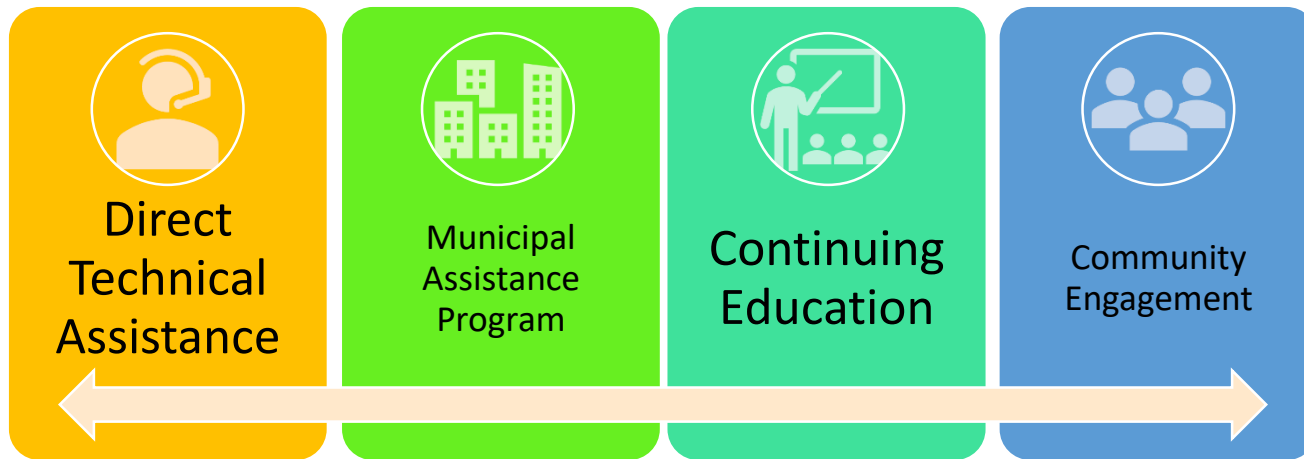 Direct
Technical
Assistance
Municipal
Assistance
Program
Continuing
Education
Community
Engagement